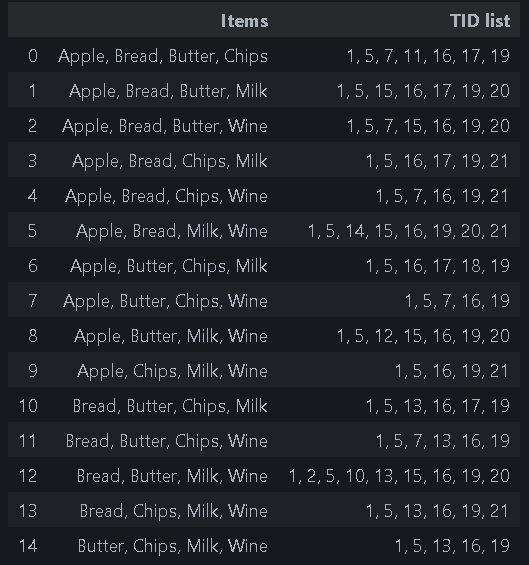 Items TID list
0 Apple, Bread, Butter, Chips 1, 5, 7, 11, 16, 17, 19
1 Apple, Bread, Butter, Milk 1, 5, 15, 16, 17, 19, 20
2 Apple, Bread, Butter, Wine 1, 5, 7, 15, 16, 19, 20
3 Apple, Bread, Chips, Milk 1, 5, 16, 17, 19, 21
4 Apple, Bread, Chips, Wine 1, 5, 7, 16, 19, 21
5 Apple, Bread, Milk, Wine 1, 5, 14, 15, 16, 19, 20, 21
6 Apple, Butter, Chips, Milk 1, 5, 16, 17, 18, 19
7 Apple, Butter, Chips, Wine 1, 5, 7, 16, 19
8 Apple, Butter, Milk, Wine 1, 5, 12, 15, 16, 19, 20
9 Apple, Chips, Milk, Wine 1, 5, 16, 19, 21
10 Bread, Butter, Chips, Milk 1, 5, 13, 16, 17, 19
11 Bread, Butter, Chips, Wine 1, 5, 7, 13, 16, 19
12 Bread, Butter, Milk, Wine 1, 2, 5, 10, 13, 15, 16, 19, 20
13 Bread, Chips, Milk, Wine 1, 5, 13, 16, 19, 21
14 Butter, Chips, Milk, Wine 1, 5, 13, 16, 19